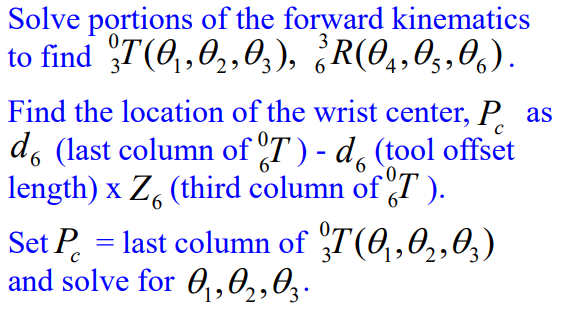 Solve portions of the forward kinematics
to find ⁰₃T(θ₁,θ₂,θ₃), ³₆R(θ₄,θ₅,θ₆).
Find the location of the wrist center, P_c as
d₆ (last column of ⁰₆T) - d₆ (tool offset
length) x Z₆ (third column of ⁰₆T ).
Set P_c = last column of ⁰₃T(θ₁,θ₂,θ₃)
and solve for θ₁,θ₂,θ₃.